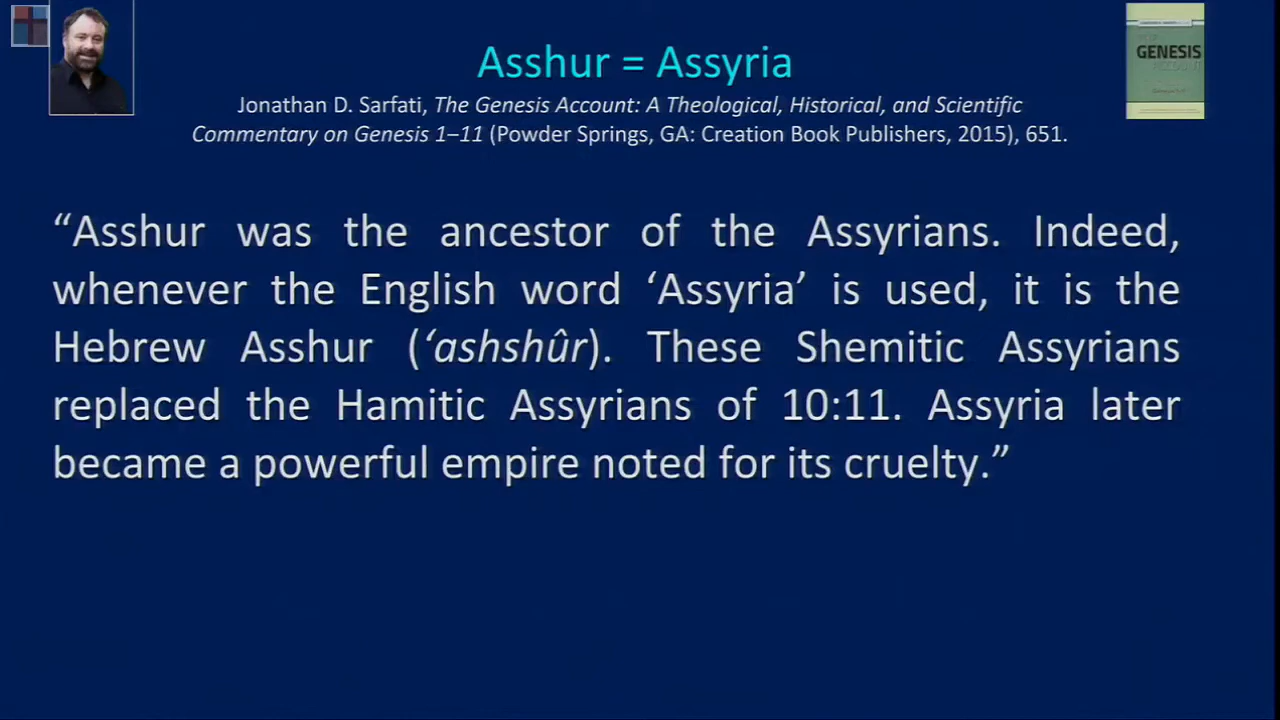 Asshur = Assyria
Jonathan D. Sarfati, The Genesis Account: A Theological, Historical, and Scientific
Commentary on Genesis 1–11 (Powder Springs, GA: Creation Book Publishers, 2015), 651.
GENESIS
“Asshur was the ancestor of the Assyrians. Indeed,
whenever the English word ‘Assyria’ is used, it is the
Hebrew Asshur (‘ashshûr). These Shemitic Assyrians
replaced the Hamitic Assyrians of 10:11. Assyria later
became a powerful empire noted for its cruelty.”